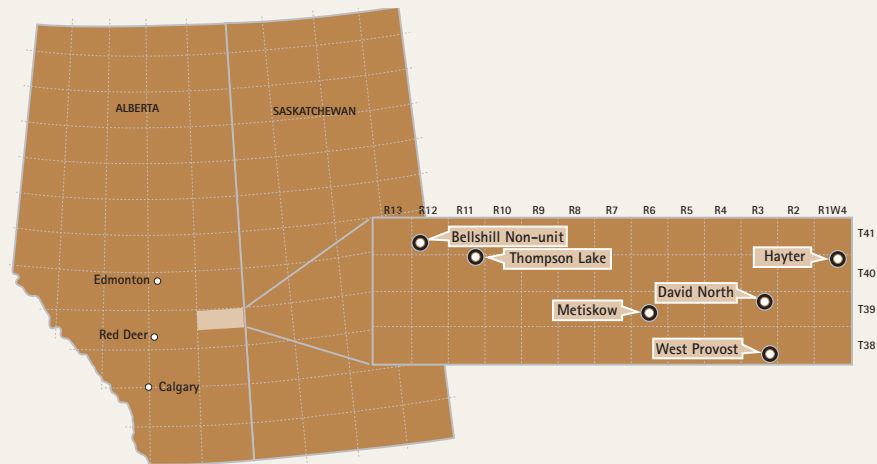 ALBERTA
SASKATCHEWAN
Edmonton
Red Deer
Calgary
R13 R12 R11 R10 R9 R8 R7 R6 R5 R4 R3 R2 R1W4
T41
T40
T39
T38
Bellshill Non-unit
Thompson Lake
Hayter
David North
Metiskow
West Provost